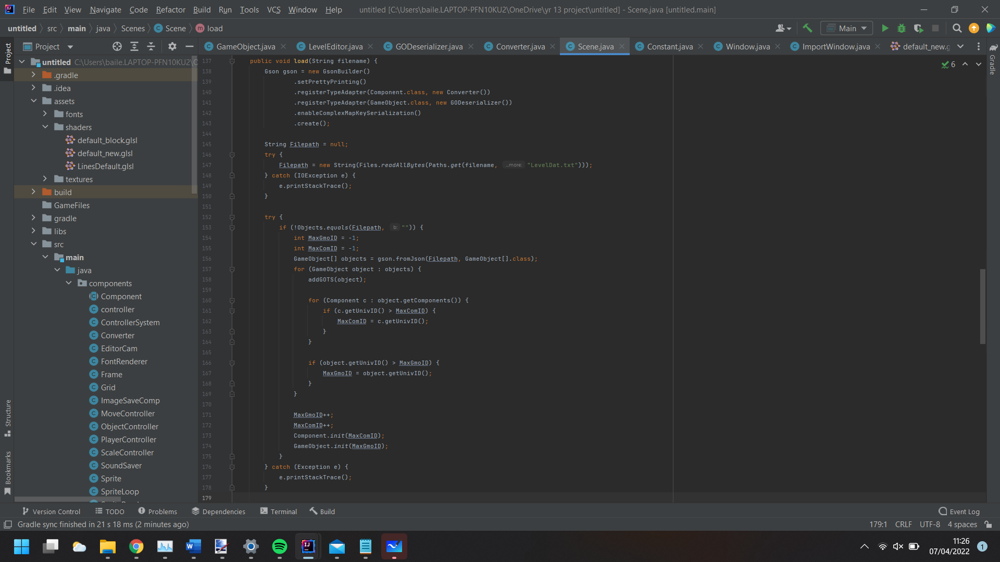 File Edit View Navigate Code Refactor Build Run Tools VCS Window Help untitled [C:\Users\baile.LAPTOP-PFN10KU2\OneDrive\yr 13 project\untitled] - Scene.java [untitled.main]
untitled src main java Scenes Scene load Main
Project GameObject.java LevelEditor.java GODeserializer.java Converter.java Scene.java Constant.java Window.java ImportWindow.java default_new.g
Project
Structure
Bookmarks
Gradle
untitled C:\Users\baile.LAPTOP-PFN10KU2\O
.gradle
.idea
assets
fonts
shaders
default_block.glsl
default_new.glsl
LinesDefault.glsl
textures
build
GameFiles
gradle
libs
src
main
java
components
Component
controller
ControllerSystem
Converter
EditorCam
FontRenderer
Frame
Grid
ImageSaveComp
MoveController
ObjectController
PlayerController
ScaleController
SoundSaver
Sprite
SpriteLoop
6
137 public void load(String filename) {
138 Gson gson = new GsonBuilder()
139 .setPrettyPrinting()
140 .registerTypeAdapter(Component.class, new Converter())
141 .registerTypeAdapter(GameObject.class, new GODeserializer())
142 .enableComplexMapKeySerialization()
143 .create();
144
145 String Filepath = null;
146 try {
147 Filepath = new String(Files.readAllBytes(Paths.get(filename, ...more: "LevelDat.txt")));
148 } catch (IOException e) {
149 e.printStackTrace();
150 }
151
152 try {
153 if (!Objects.equals(Filepath, b: "")) {
154 int MaxGmoID = -1;
155 int MaxComID = -1;
156 GameObject[] objects = gson.fromJson(Filepath, GameObject[].class);
157 for (GameObject object : objects) {
158 addGOTS(object);
159
160 for (Component c : object.getComponents()) {
161 if (c.getUnivID() > MaxComID) {
162 MaxComID = c.getUnivID();
163 }
164 }
165
166 if (object.getUnivID() > MaxGmoID) {
167 MaxGmoID = object.getUnivID();
168 }
169 }
170
171 MaxGmoID++;
172 MaxComID++;
173 Component.init(MaxComID);
174 GameObject.init(MaxGmoID);
175 }
176 } catch (Exception e) {
177 e.printStackTrace();
178 }
179
Version Control TODO Problems Dependencies Terminal Build Event Log
Gradle sync finished in 21 s 18 ms (2 minutes ago) 179:1 CRLF UTF-8 4 spaces
11:26
07/04/2022
1